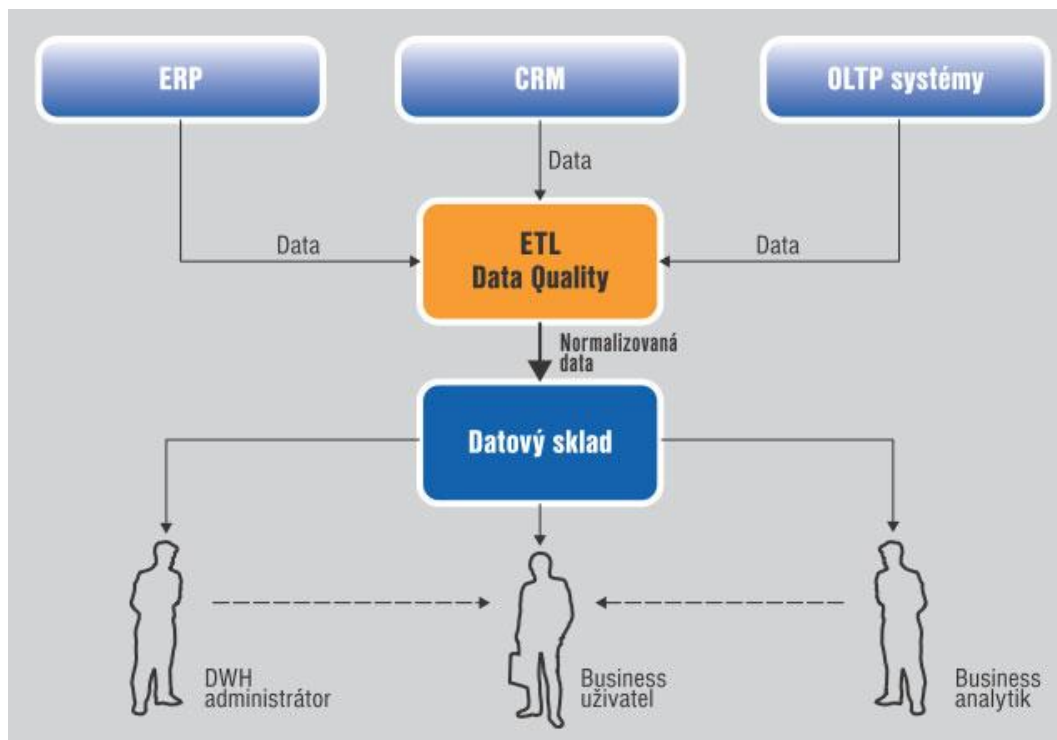 ERP
CRM
OLTP systémy
Data
ETL
Data Quality
Data
Data
Normalizovaná
data
Datový sklad
DWH
administrátor
Business
uživatel
Business
analytik